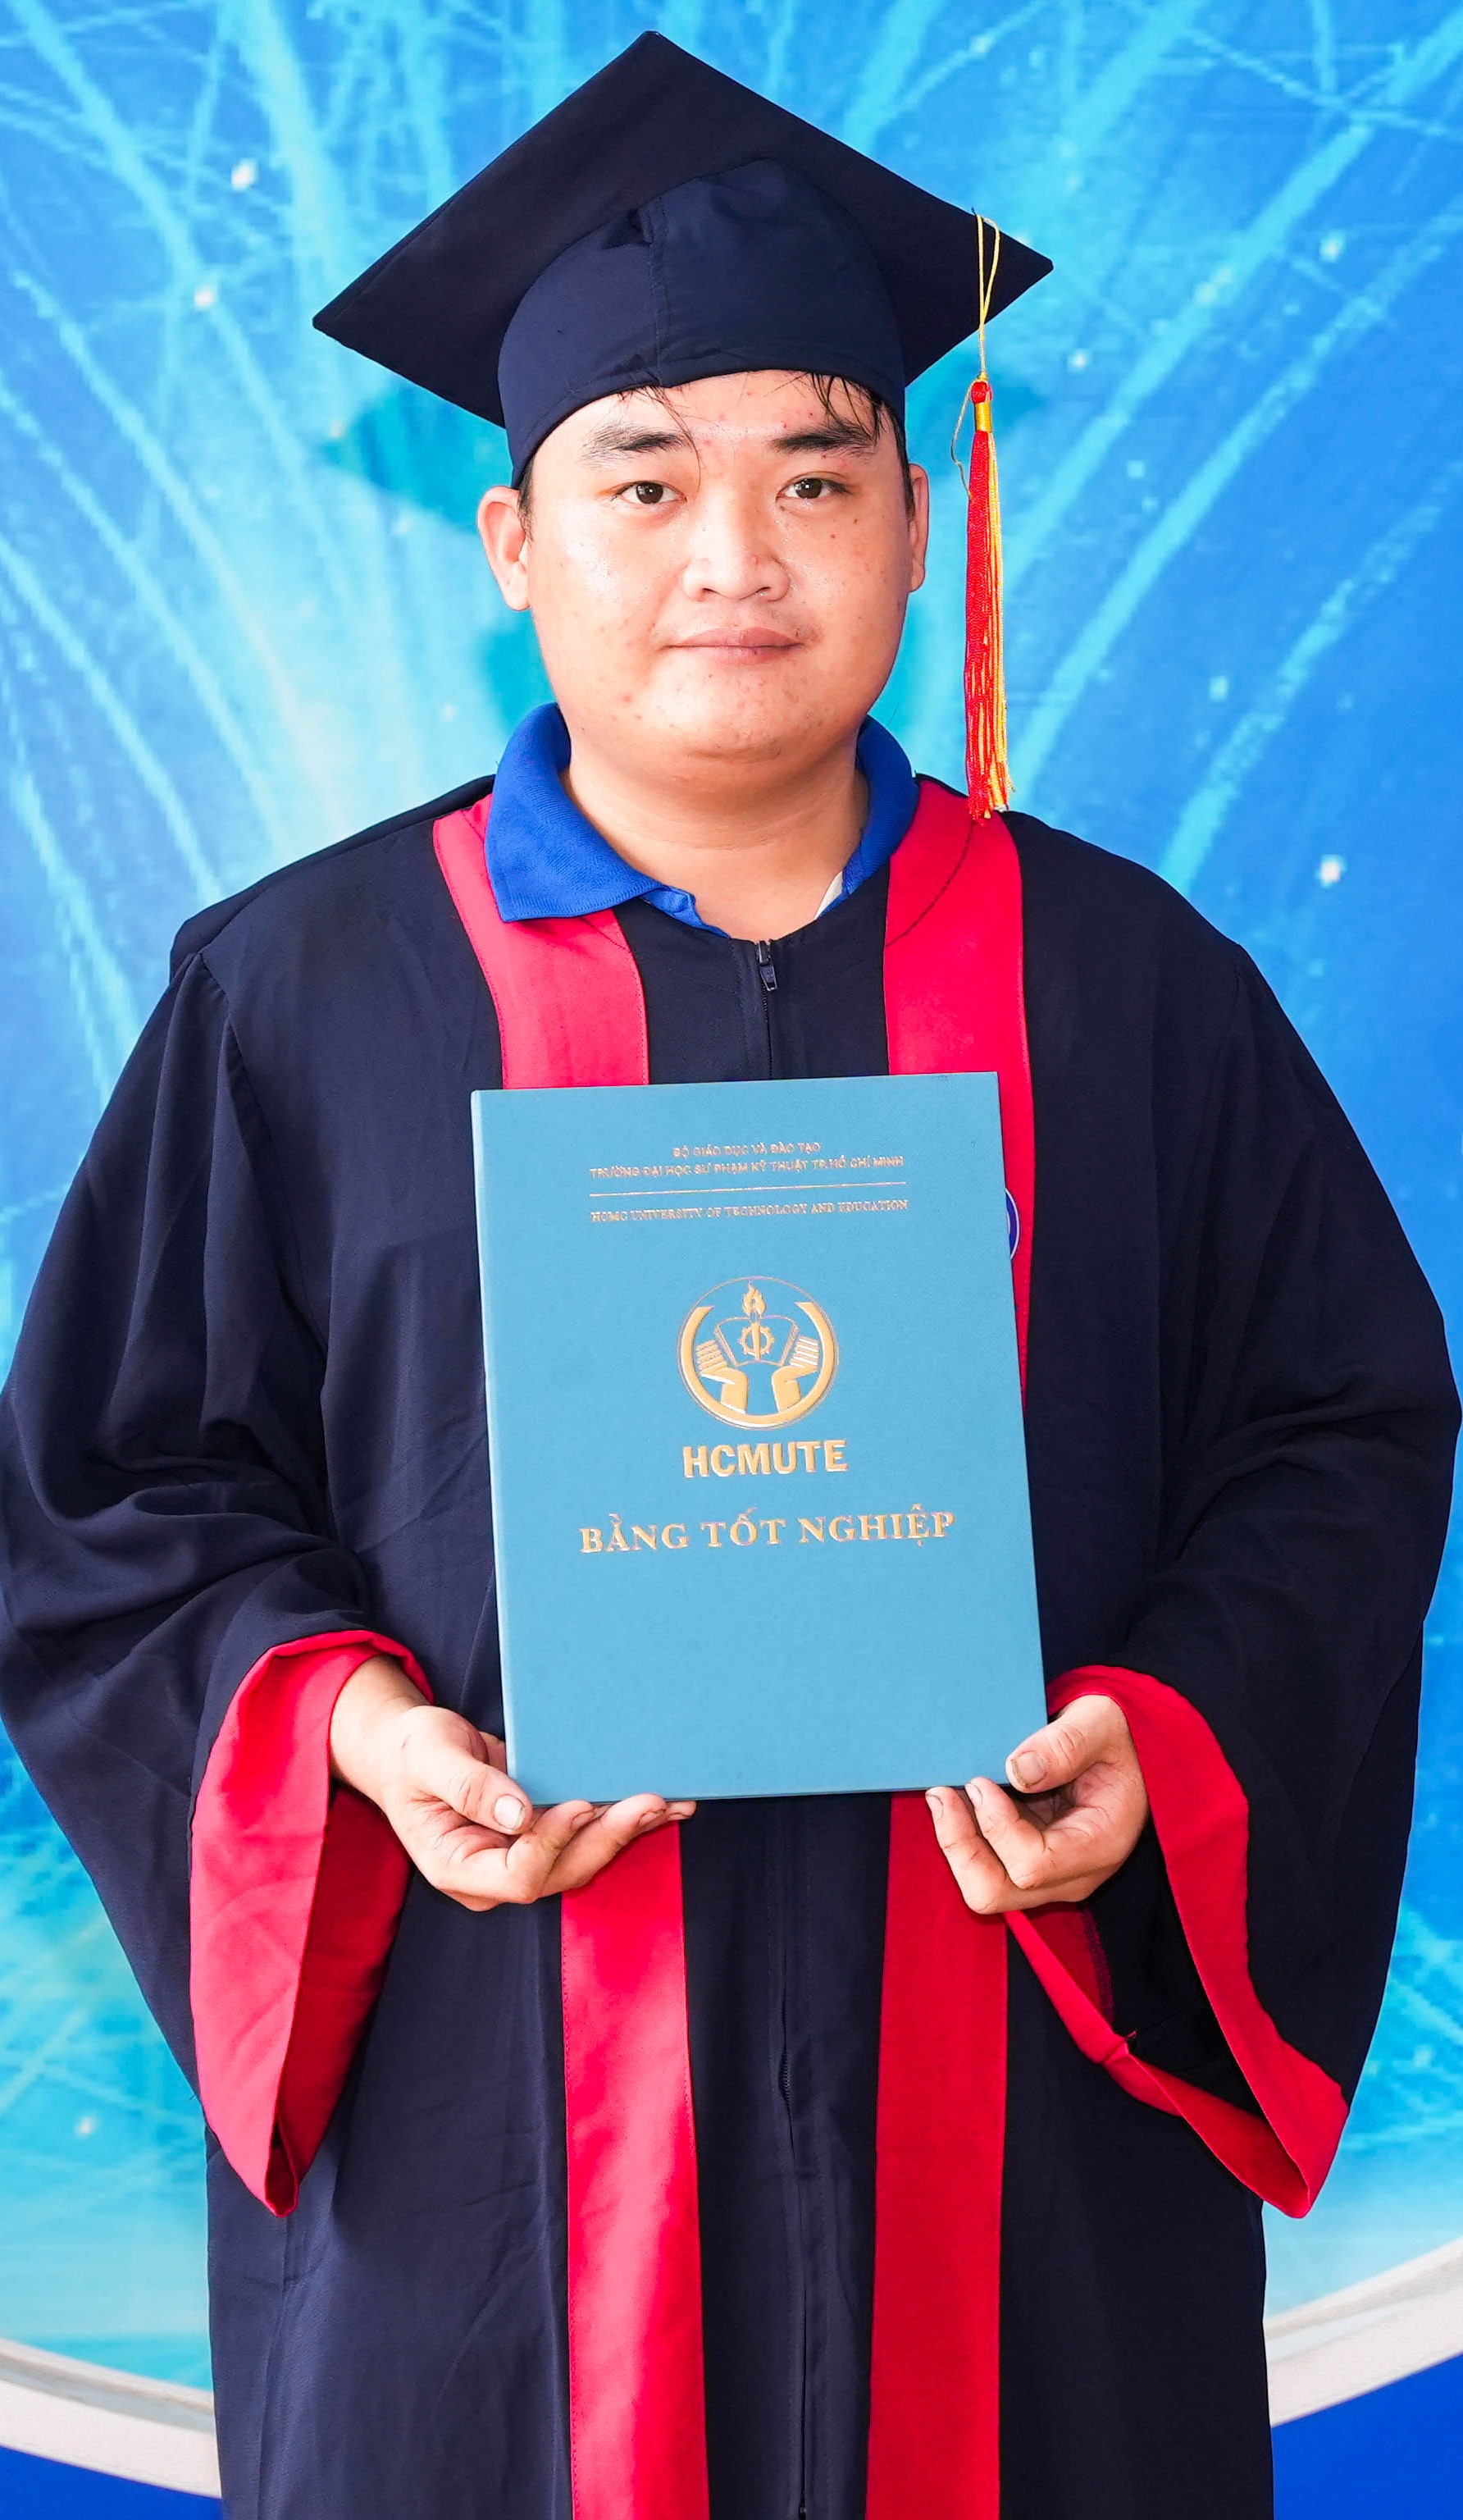 BỘ GIÁO DỤC VÀ ĐÀO TẠO
TRƯỜNG ĐẠI HỌC SƯ PHẠM KỸ THUẬT TP.HỒ CHÍ MINH
HCMC UNIVERSITY OF TECHNOLOGY AND EDUCATION
HCMUTE
BẰNG TỐT NGHIỆP